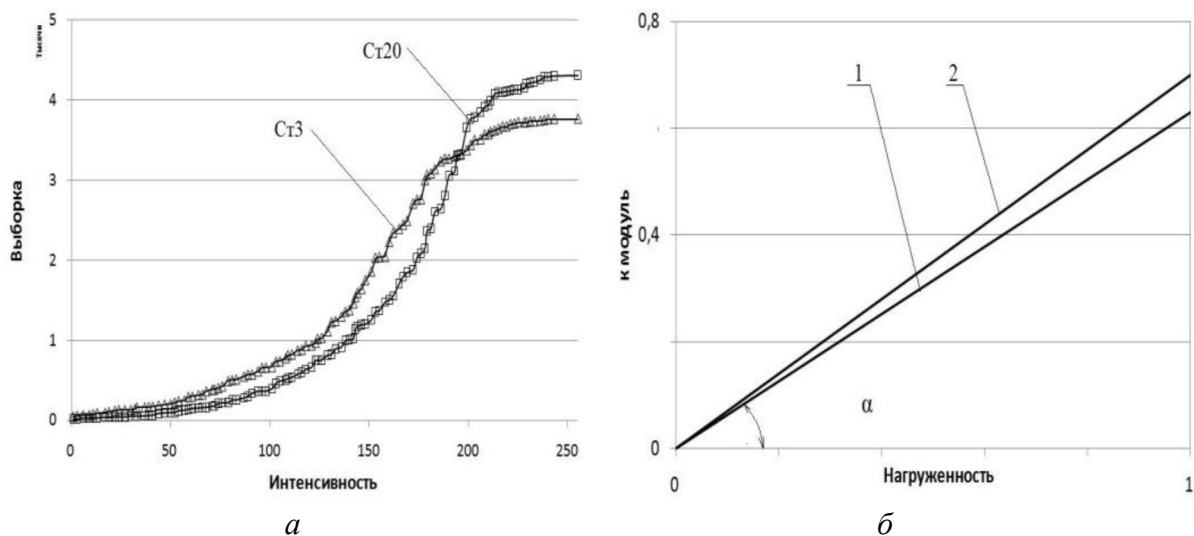 5
4
3
2
1
0
Тысячи
Выборка
Ст20
Ст3
0
50
100
150
200
250
Интенсивность
а
0,8
0,4
0
к модуль
1
2
α
0
1
Нагруженность
б